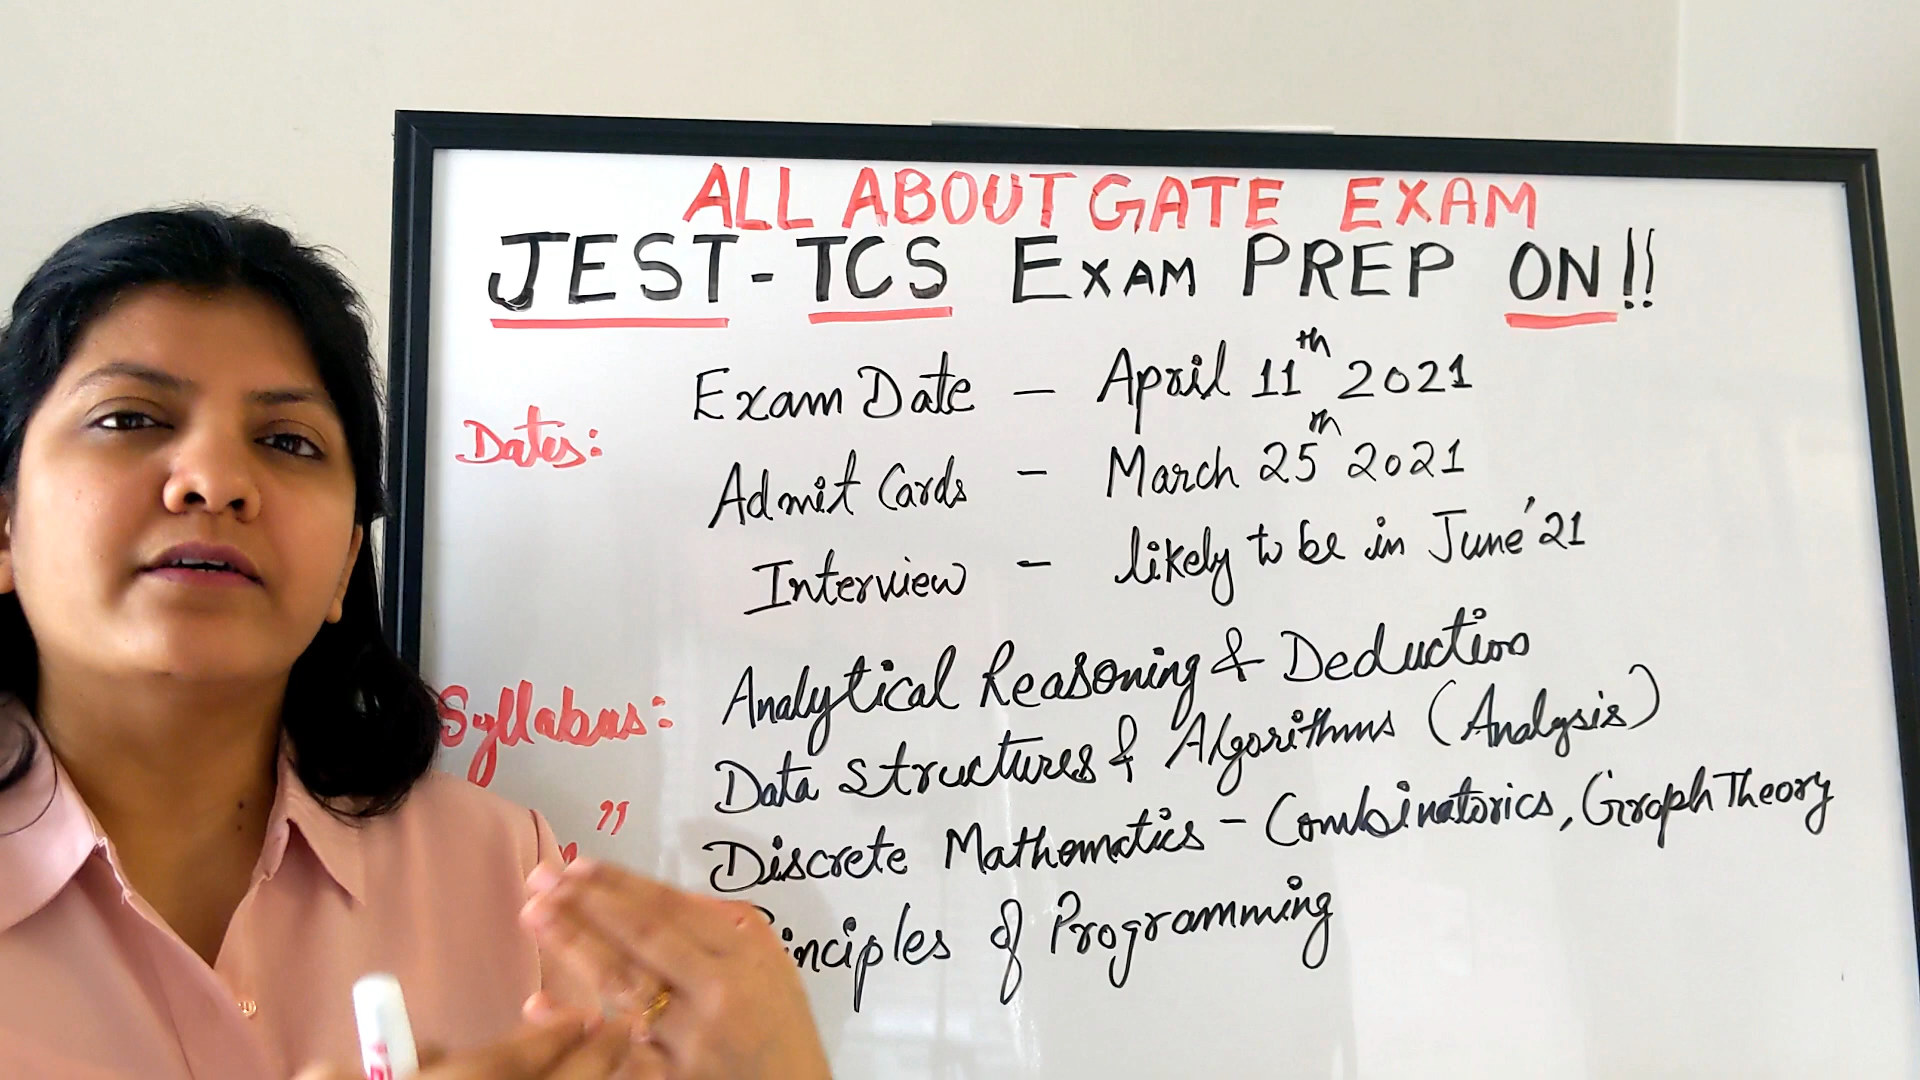 ALL ABOUT GATE EXAM
JEST-TCS EXAM PREP ON!!
Dates:
Exam Date - April 11th 2021
Admit Cards - March 25th 2021
Interview - likely to be in June'21
Syllabus:
Analytical Reasoning & Deduction
Data Structures & Algorithms (Analysis)
" Discrete Mathematics - Combinatorics, Graph Theory
inciples of Programming